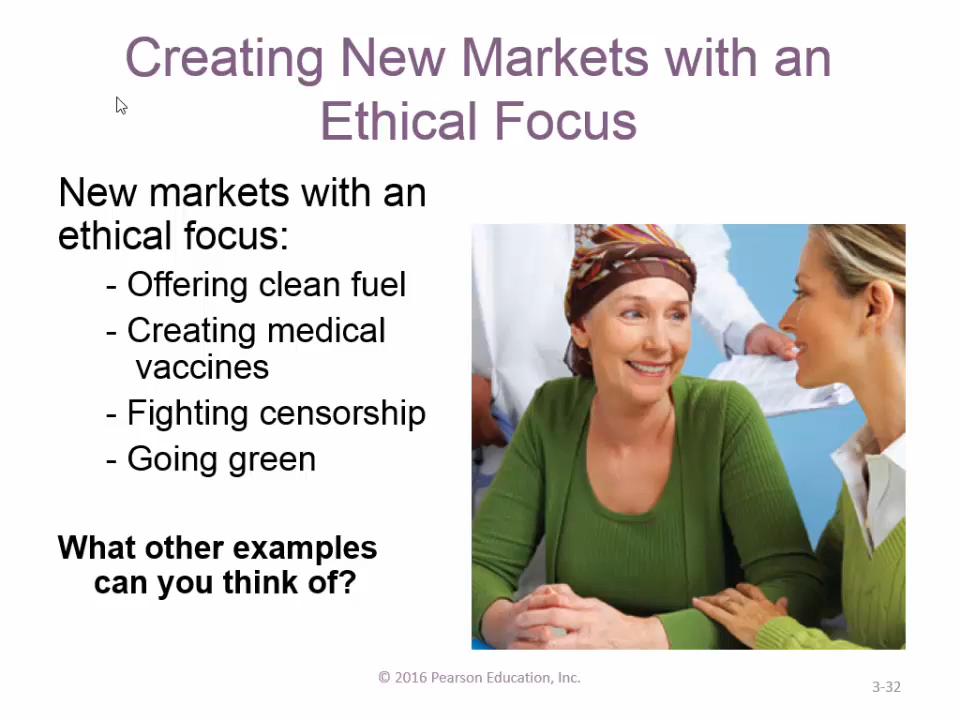 Creating New Markets with an
Ethical Focus
New markets with an
ethical focus:
- Offering clean fuel
- Creating medical
vaccines
- Fighting censorship
- Going green
What other examples
can you think of?
© 2016 Pearson Education, Inc.
3-32